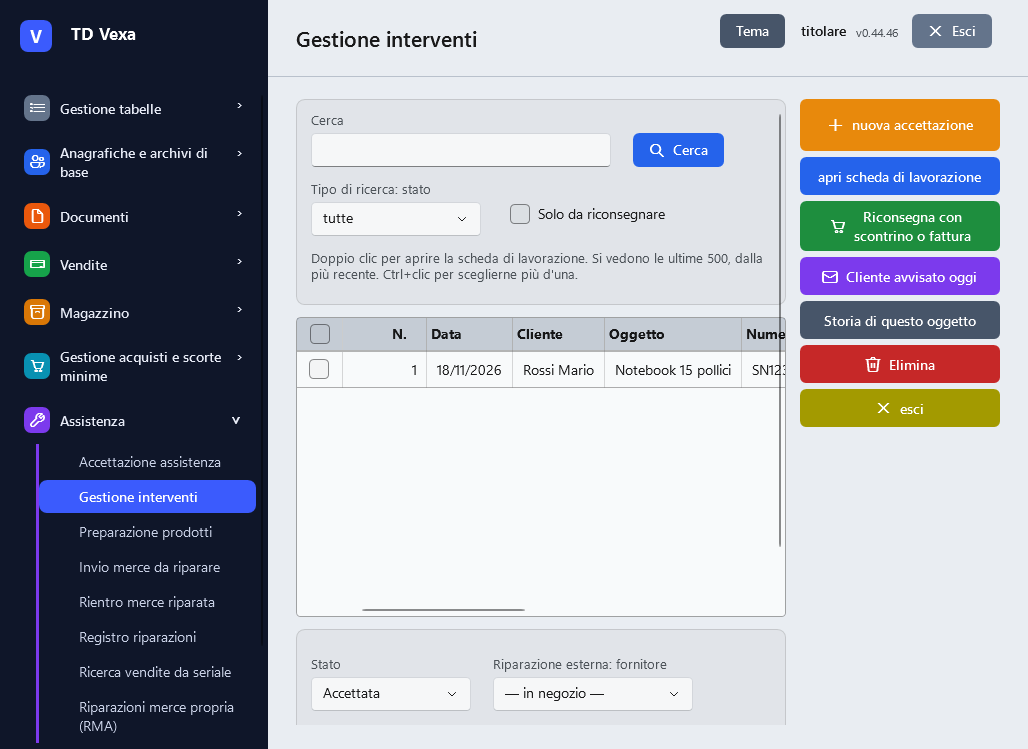 V
TD Vexa
Gestione tabelle
Anagrafiche e archivi di
base
Documenti
Vendite
Magazzino
Gestione acquisti e scorte
minime
Assistenza
Accettazione assistenza
Gestione interventi
Preparazione prodotti
Invio merce da riparare
Rientro merce riparata
Registro riparazioni
Ricerca vendite da seriale
Riparazioni merce propria
(RMA)
Gestione interventi
Tema
titolare v0.44.46
Esci
Cerca
Cerca
Tipo di ricerca: stato
tutte
Solo da riconsegnare
Doppio clic per aprire la scheda di lavorazione. Si vedono le ultime 500, dalla
più recente. Ctrl+clic per sceglierne più d'una.
N. Data Cliente Oggetto Nume
1 18/11/2026 Rossi Mario Notebook 15 pollici SN123
Stato
Accettata
Riparazione esterna: fornitore
— in negozio —
nuova accettazione
apri scheda di lavorazione
Riconsegna con
scontrino o fattura
Cliente avvisato oggi
Storia di questo oggetto
Elimina
esci